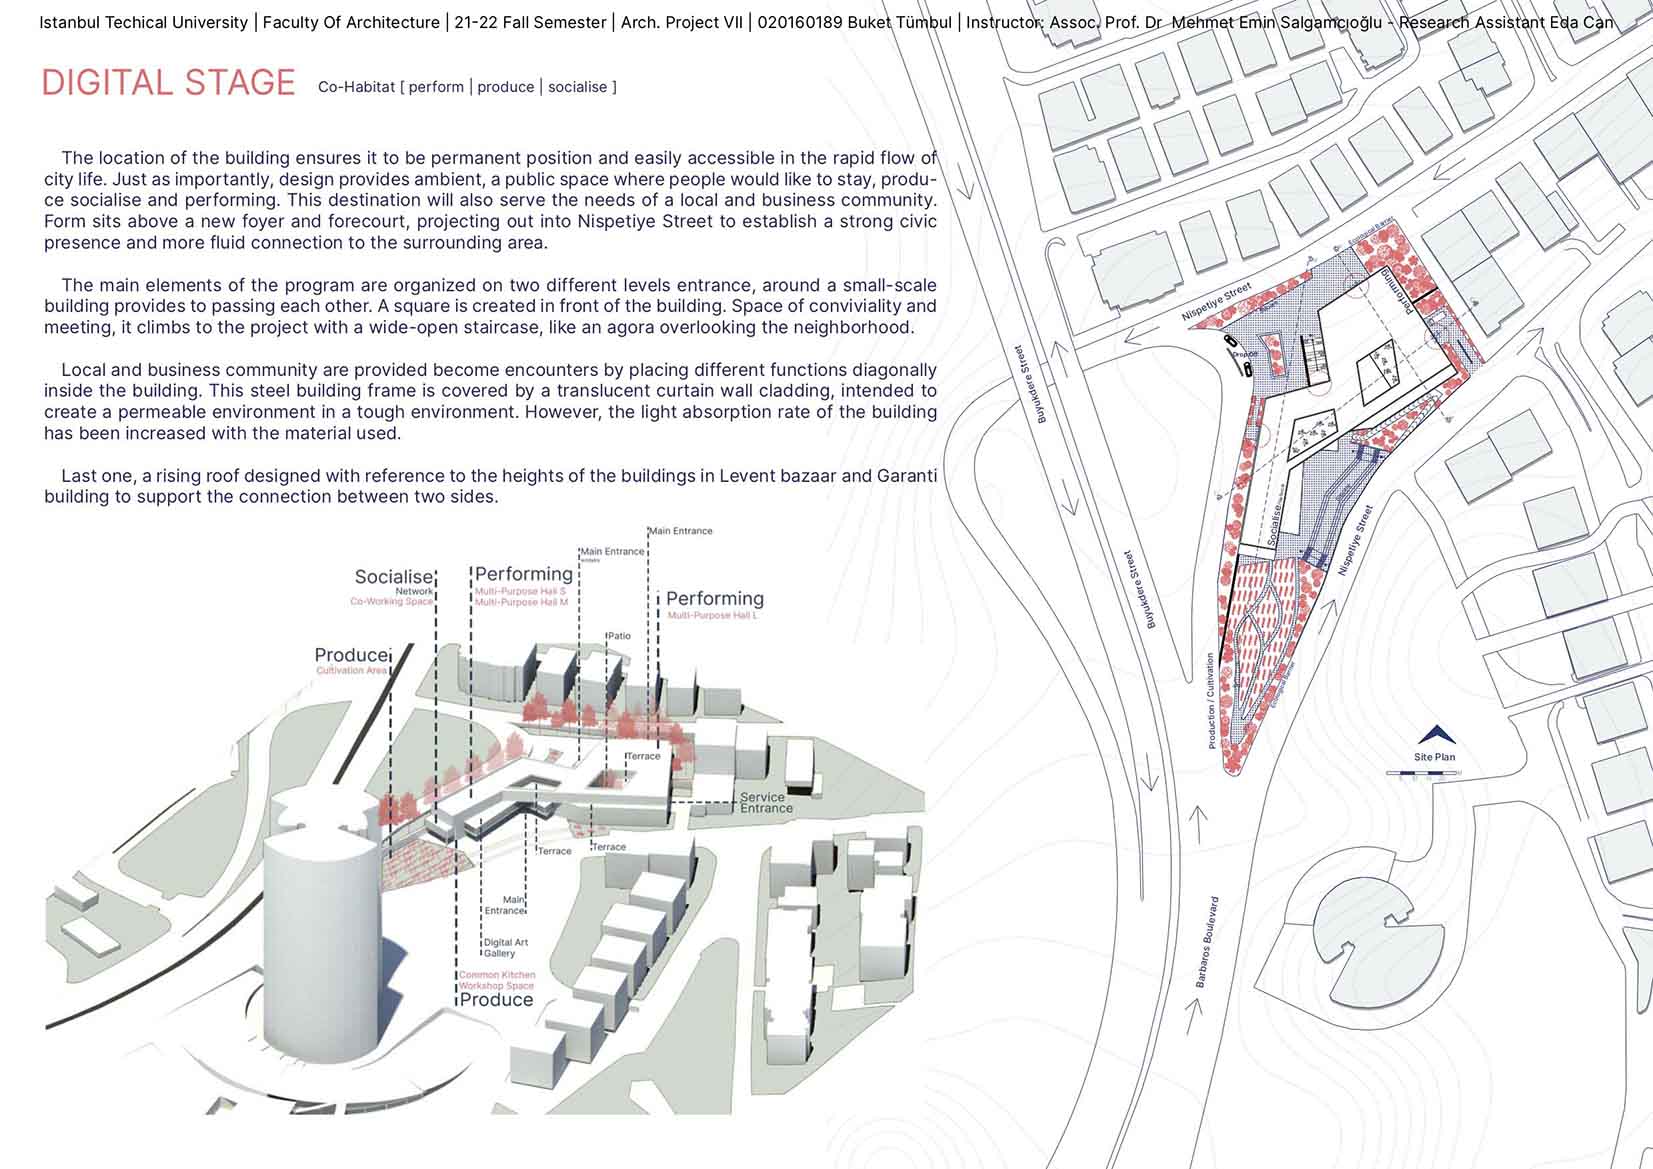 Istanbul Techical University | Faculty Of Architecture | 21-22 Fall Semester | Arch. Project VII | 020160189 Buket Tümbul | Instructor: Assoc. Prof. Dr  Mehmet Emin Salgamcıoğlu - Research Assistant Eda Can
DIGITAL STAGE
Co-Habitat [ perform | produce | socialise ]
The location of the building ensures it to be permanent position and easily accessible in the rapid flow of
city life. Just as importantly, design provides ambient, a public space where people would like to stay, produ-
ce socialise and performing. This destination will also serve the needs of a local and business community.
Form sits above a new foyer and forecourt, projecting out into Nispetiye Street to establish a strong civic
presence and more fluid connection to the surrounding area.
The main elements of the program are organized on two different levels entrance, around a small-scale
building provides to passing each other. A square is created in front of the building. Space of conviviality and
meeting, it climbs to the project with a wide-open staircase, like an agora overlooking the neighborhood.
Local and business community are provided become encounters by placing different functions diagonally
inside the building. This steel building frame is covered by a translucent curtain wall cladding, intended to
create a permeable environment in a tough environment. However, the light absorption rate of the building
has been increased with the material used.
Last one, a rising roof designed with reference to the heights of the buildings in Levent bazaar and Garanti
building to support the connection between two sides.
Main Entrance
Main Entrance
Socialise
Network
Co-Working Space
Performing
Multi-Purpose Hall S
Multi-Purpose Hall M
Performing
Multi-Purpose Hall L
Patio
Produce
Cultivation Area
Terrace
Service
Entrance
Terrace
Terrace
Main
Entrance
Digital Art
Gallery
Common Kitchen
Workshop Space
Produce
Ecological Barrier
Nispetiye Street
Performing
Drop Off
Buyukdere Street
Socialise
Nispetiye Street
Buyukdere Street
Production / Cultivation
Ecological Barrier
Site Plan
Barbaros Boulevard